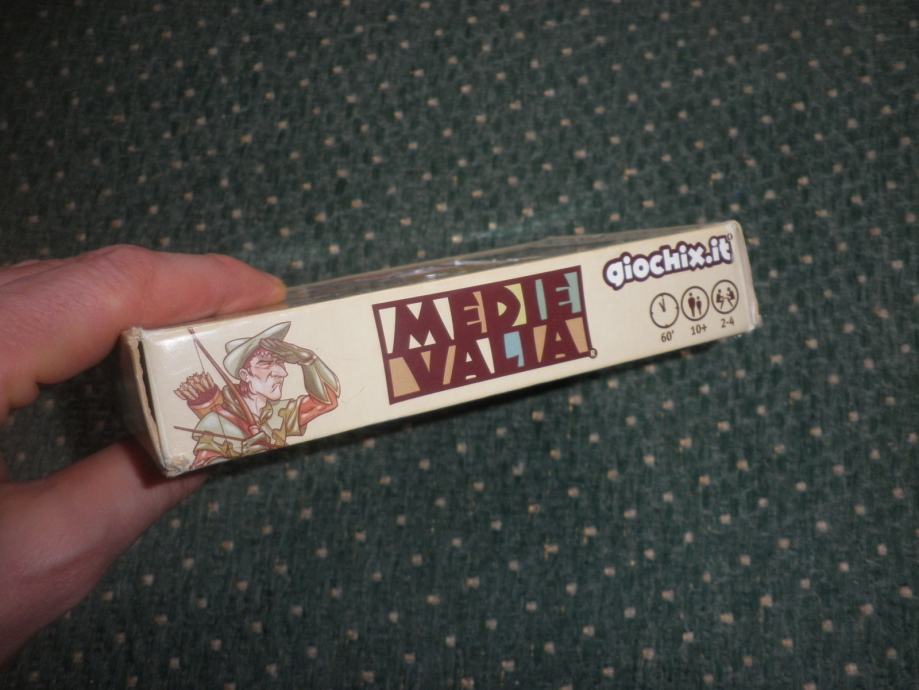 MEDIE
VALIA®
giochix.it®
60' 10+ 2-4